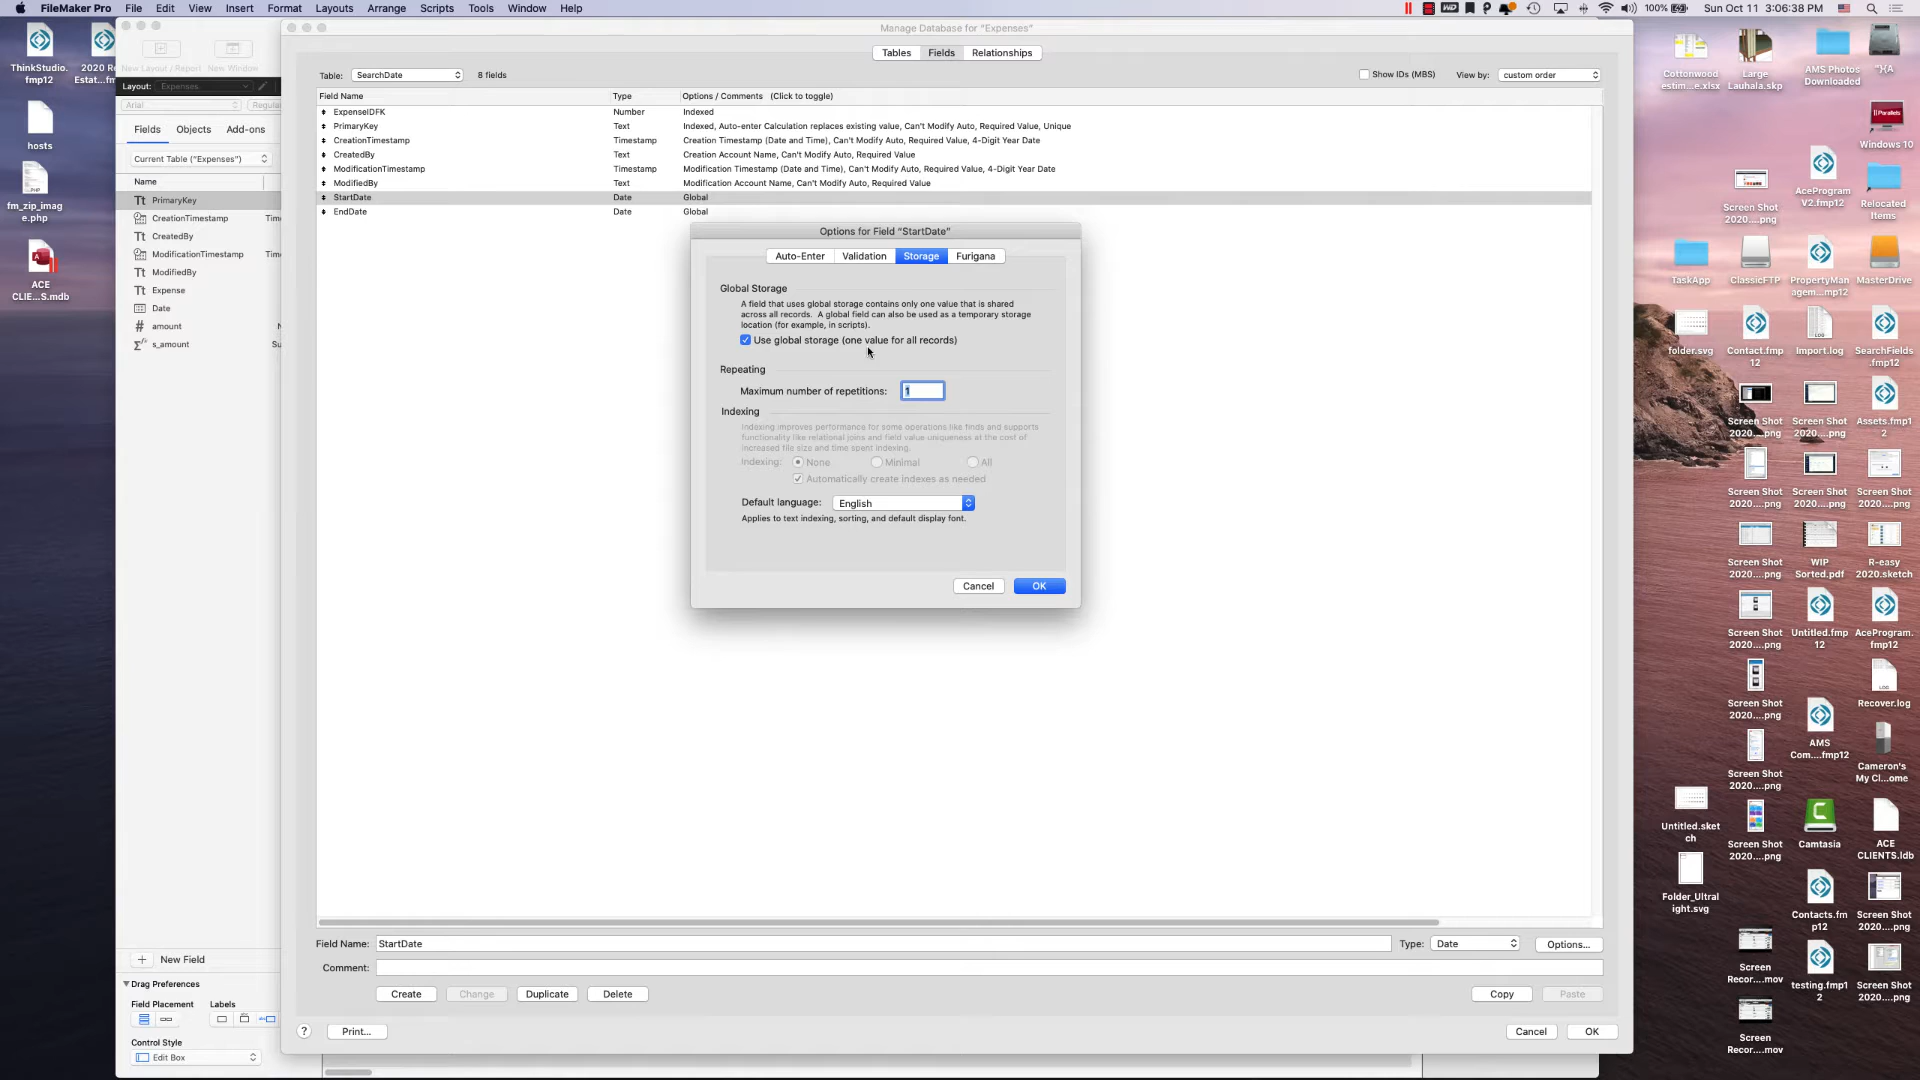 FileMaker Pro File Edit View Insert Format Layouts Arrange Scripts Tools Window Help
100% Sun Oct 11 3:06:38 PM
ThinkStudio.
fmp12
2020 R
Estat...fm
hosts
fm_zip_imag
e.php
ACE
CLIE...S.mdb
New Layout / Report New Window
Layout: Expenses
Arial Regular
Fields Objects Add-ons
Current Table ("Expenses")
Name
PrimaryKey
CreationTimestamp
CreatedBy
ModificationTimestamp
ModifiedBy
Expense
Date
amount
s_amount
New Field
Drag Preferences
Field Placement Labels
Control Style
Edit Box
Manage Database for "Expenses"
Tables Fields Relationships
Table: SearchDate 8 fields
Show IDs (MBS) View by: custom order
Field Name Type Options / Comments (Click to toggle)
ExpenseIDFK Number Indexed
PrimaryKey Text Indexed, Auto-enter Calculation replaces existing value, Can't Modify Auto, Required Value, Unique
CreationTimestamp Timestamp Creation Timestamp (Date and Time), Can't Modify Auto, Required Value, 4-Digit Year Date
CreatedBy Text Creation Account Name, Can't Modify Auto, Required Value
ModificationTimestamp Timestamp Modification Timestamp (Date and Time), Can't Modify Auto, Required Value, 4-Digit Year Date
ModifiedBy Text Modification Account Name, Can't Modify Auto, Required Value
StartDate Date Global
EndDate Date Global
Options for Field "StartDate"
Auto-Enter Validation Storage Furigana
Global Storage
A field that uses global storage contains only one value that is shared
across all records. A global field can also be used as a temporary storage
location (for example, in scripts).
Use global storage (one value for all records)
Repeating
Maximum number of repetitions: 1
Indexing
Indexing improves performance for some operations like finds and supports
functionality like relational joins and field value uniqueness at the cost of
increased file size and time spent indexing.
Indexing: None Minimal All
Automatically create indexes as needed
Default language: English
Applies to text indexing, sorting, and default display font.
Cancel OK
Field Name: StartDate Type: Date Options...
Comment:
Create Change Duplicate Delete Copy Paste
? Print... Cancel OK
Cottonwood
estim...e.xlsx
Large
Lauhala.skp
AMS Photos
Downloaded
Windows 10
Screen Shot
2020....png
AceProgram
V2.fmp12
Relocated
Items
TaskApp
ClassicFTP
PropertyMan
agem...mp12
MasterDrive
folder.svg
Contact.fmp
12
Import.log
SearchFields
.fmp12
Screen Shot
2020....png
Screen Shot
2020....png
Assets.fmp1
2
Screen Shot
2020....png
Screen Shot
2020....png
Screen Shot
2020....png
Screen Shot
2020....png
WIP
Sorted.pdf
R-easy
2020.sketch
Screen Shot
2020....png
Untitled.fmp
12
AceProgram.
fmp12
Screen Shot
2020....png
Recover.log
Screen Shot
2020....png
AMS
Com....fmp12
Cameron's
My Cl...ome
Untitled.sket
ch
Screen Shot
2020....png
Camtasia
ACE
CLIENTS.ldb
Folder_Ultral
ight.svg
Contacts.fm
p12
Screen Shot
2020....png
Screen
Recor...mov
testing.fmp1
2
Screen Shot
2020....png
Screen
Recor...mov